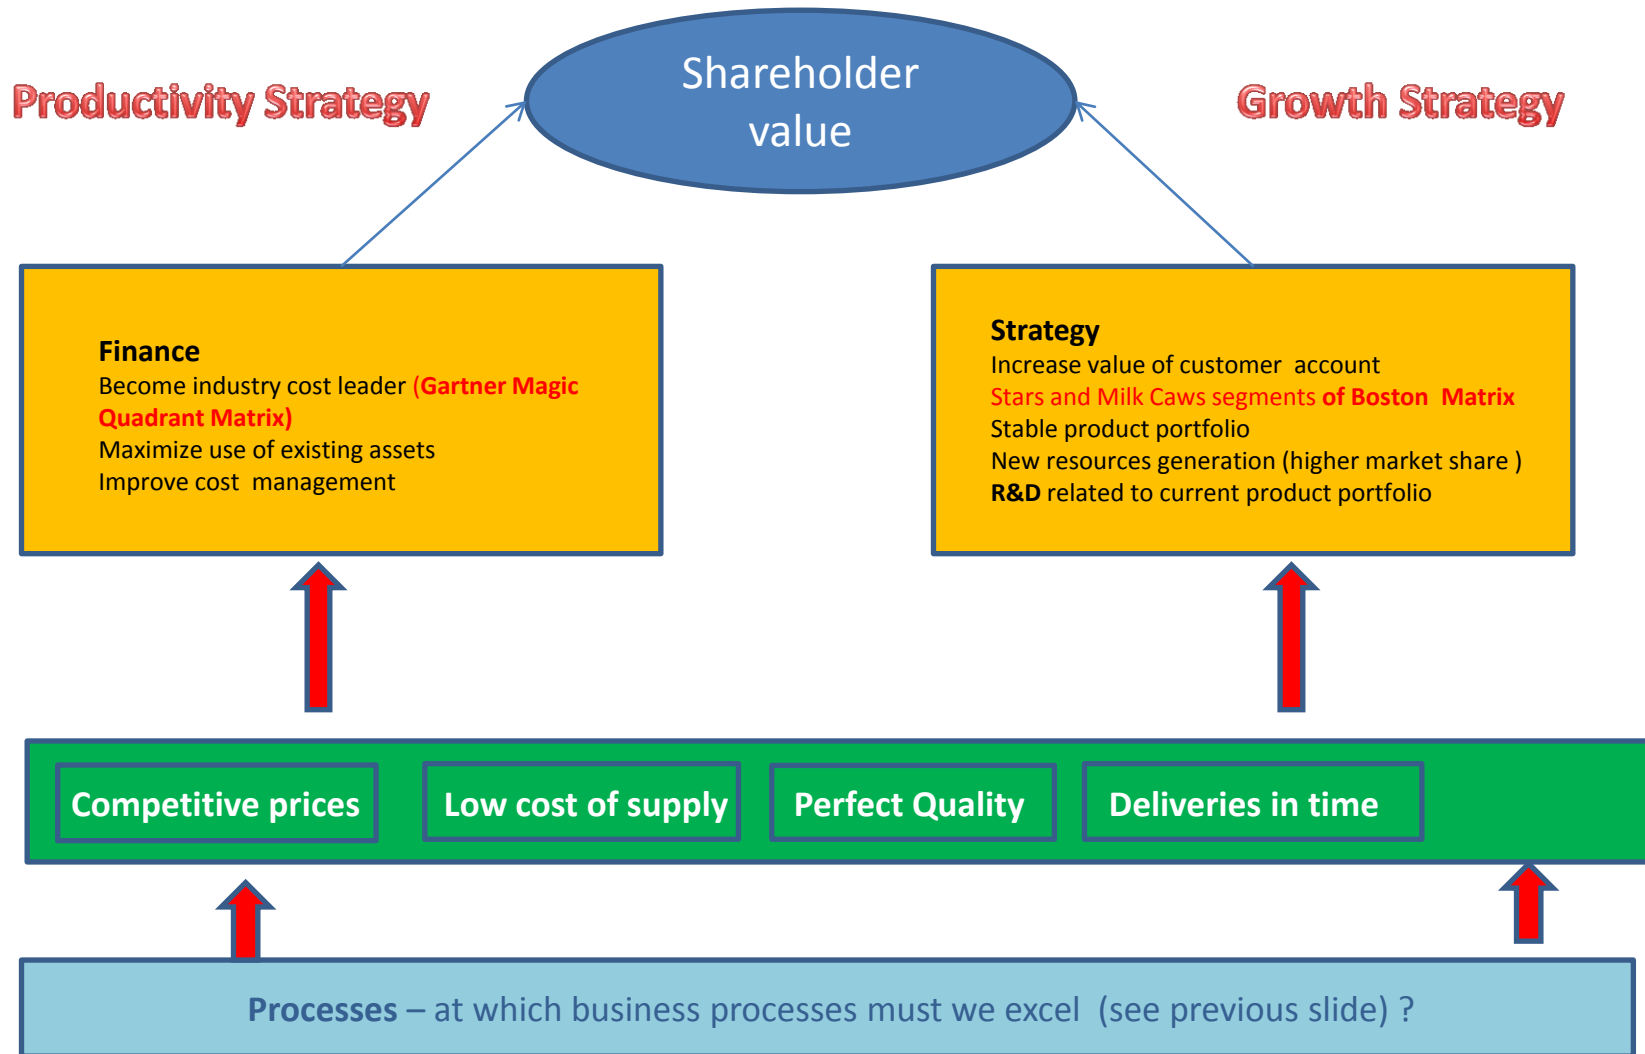 Shareholder
value
Productivity Strategy
Growth Strategy
Finance
Become industry cost leader (Gartner Magic
Quadrant Matrix)
Maximize use of existing assets
Improve cost management
Strategy
Increase value of customer account
Stars and Milk Caws segments of Boston Matrix
Stable product portfolio
New resources generation (higher market share )
R&D related to current product portfolio
Competitive prices
Low cost of supply
Perfect Quality
Deliveries in time
Processes – at which business processes must we excel (see previous slide) ?